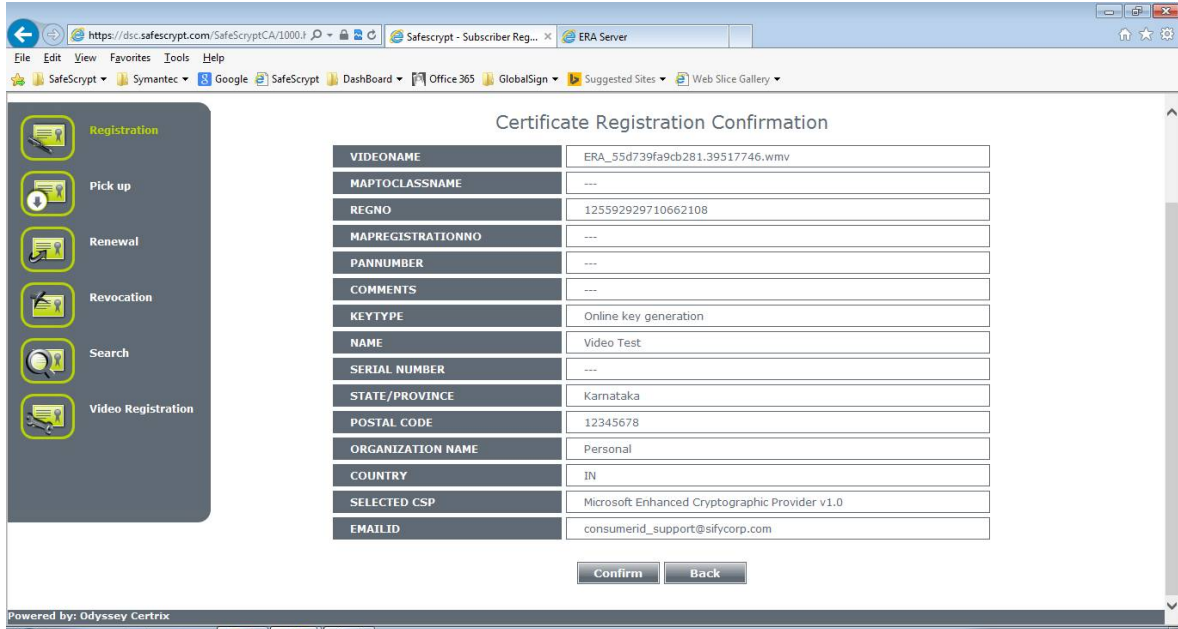 https://dsc.safescrypt.com/SafeScryptCA/1000.h
Safescrypt - Subscriber Reg... ×
ERA Server
File Edit View Favorites Tools Help
SafeScrypt Symantec Google SafeScrypt DashBoard Office 365 GlobalSign Suggested Sites Web Slice Gallery
Registration
Pick up
Renewal
Revocation
Search
Video Registration
Certificate Registration Confirmation
VIDEONAME ERA_55d739fa9cb281.39517746.wmv
MAPTOCLASSNAME ---
REGNO 125592929710662108
MAPREGISTRATIONNO ---
PANNUMBER ---
COMMENTS ---
KEYTYPE Online key generation
NAME Video Test
SERIAL NUMBER ---
STATE/PROVINCE Karnataka
POSTAL CODE 12345678
ORGANIZATION NAME Personal
COUNTRY IN
SELECTED CSP Microsoft Enhanced Cryptographic Provider v1.0
EMAILID consumerid_support@sifycorp.com
Confirm Back
Powered by: Odyssey Certrix